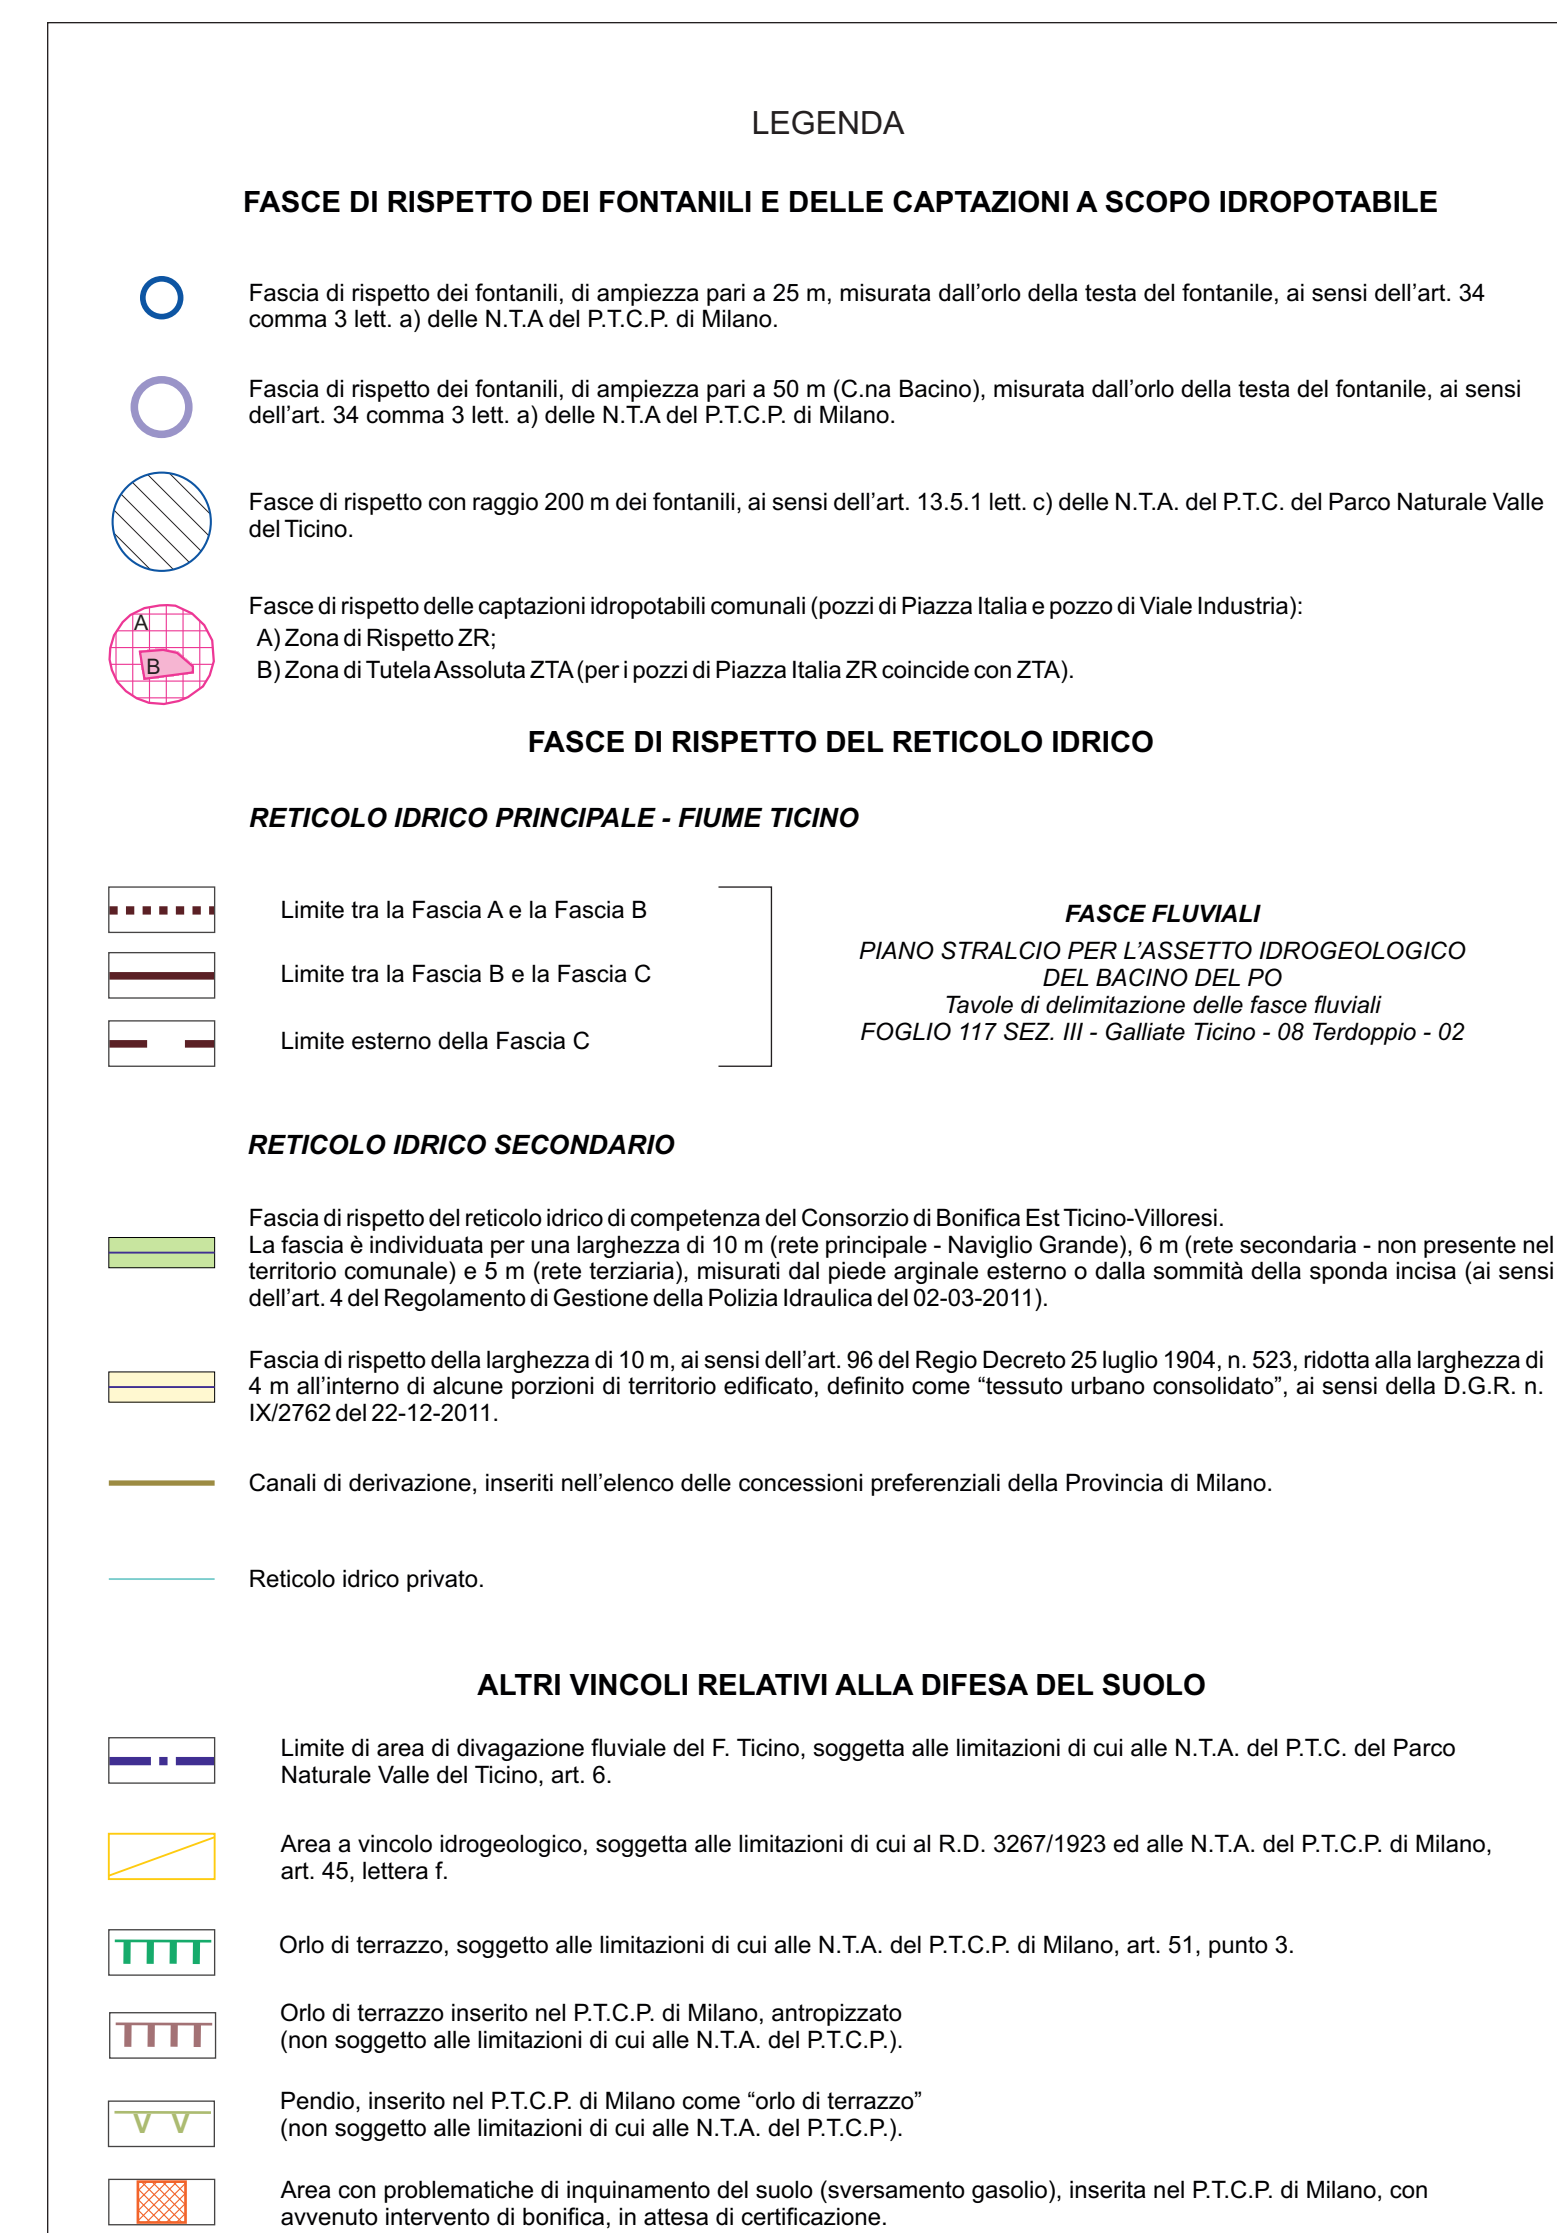 LEGENDA
FASCE DI RISPETTO DEI FONTANILI E DELLE CAPTAZIONI A SCOPO IDROPOTABILE
Fascia di rispetto dei fontanili, di ampiezza pari a 25 m, misurata dall'orlo della testa del fontanile, ai sensi dell'art. 34
comma 3 lett. a) delle N.T.A del P.T.C.P. di Milano.
Fascia di rispetto dei fontanili, di ampiezza pari a 50 m (C.na Bacino), misurata dall'orlo della testa del fontanile, ai sensi
dell'art. 34 comma 3 lett. a) delle N.T.A del P.T.C.P. di Milano.
Fasce di rispetto con raggio 200 m dei fontanili, ai sensi dell'art. 13.5.1 lett. c) delle N.T.A. del P.T.C. del Parco Naturale Valle
del Ticino.
A
B
Fasce di rispetto delle captazioni idropotabili comunali (pozzi di Piazza Italia e pozzo di Viale Industria):
A) Zona di Rispetto ZR;
B) Zona di Tutela Assoluta ZTA (per i pozzi di Piazza Italia ZR coincide con ZTA).
FASCE DI RISPETTO DEL RETICOLO IDRICO
RETICOLO IDRICO PRINCIPALE - FIUME TICINO
Limite tra la Fascia A e la Fascia B
Limite tra la Fascia B e la Fascia C
Limite esterno della Fascia C
FASCE FLUVIALI
PIANO STRALCIO PER L'ASSETTO IDROGEOLOGICO
DEL BACINO DEL PO
Tavole di delimitazione delle fasce fluviali
FOGLIO 117 SEZ. III - Galliate Ticino - 08 Terdoppio - 02
RETICOLO IDRICO SECONDARIO
Fascia di rispetto del reticolo idrico di competenza del Consorzio di Bonifica Est Ticino-Villoresi.
La fascia è individuata per una larghezza di 10 m (rete principale - Naviglio Grande), 6 m (rete secondaria - non presente nel
territorio comunale) e 5 m (rete terziaria), misurati dal piede arginale esterno o dalla sommità della sponda incisa (ai sensi
dell'art. 4 del Regolamento di Gestione della Polizia Idraulica del 02-03-2011).
Fascia di rispetto della larghezza di 10 m, ai sensi dell'art. 96 del Regio Decreto 25 luglio 1904, n. 523, ridotta alla larghezza di
4 m all'interno di alcune porzioni di territorio edificato, definito come “tessuto urbano consolidato”, ai sensi della D.G.R. n.
IX/2762 del 22-12-2011.
Canali di derivazione, inseriti nell'elenco delle concessioni preferenziali della Provincia di Milano.
Reticolo idrico privato.
ALTRI VINCOLI RELATIVI ALLA DIFESA DEL SUOLO
Limite di area di divagazione fluviale del F. Ticino, soggetta alle limitazioni di cui alle N.T.A. del P.T.C. del Parco
Naturale Valle del Ticino, art. 6.
Area a vincolo idrogeologico, soggetta alle limitazioni di cui al R.D. 3267/1923 ed alle N.T.A. del P.T.C.P. di Milano,
art. 45, lettera f.
Orlo di terrazzo, soggetto alle limitazioni di cui alle N.T.A. del P.T.C.P. di Milano, art. 51, punto 3.
Orlo di terrazzo inserito nel P.T.C.P. di Milano, antropizzato
(non soggetto alle limitazioni di cui alle N.T.A. del P.T.C.P.).
Pendio, inserito nel P.T.C.P. di Milano come “orlo di terrazzo”
(non soggetto alle limitazioni di cui alle N.T.A. del P.T.C.P.).
Area con problematiche di inquinamento del suolo (sversamento gasolio), inserita nel P.T.C.P. di Milano, con
avvenuto intervento di bonifica, in attesa di certificazione.